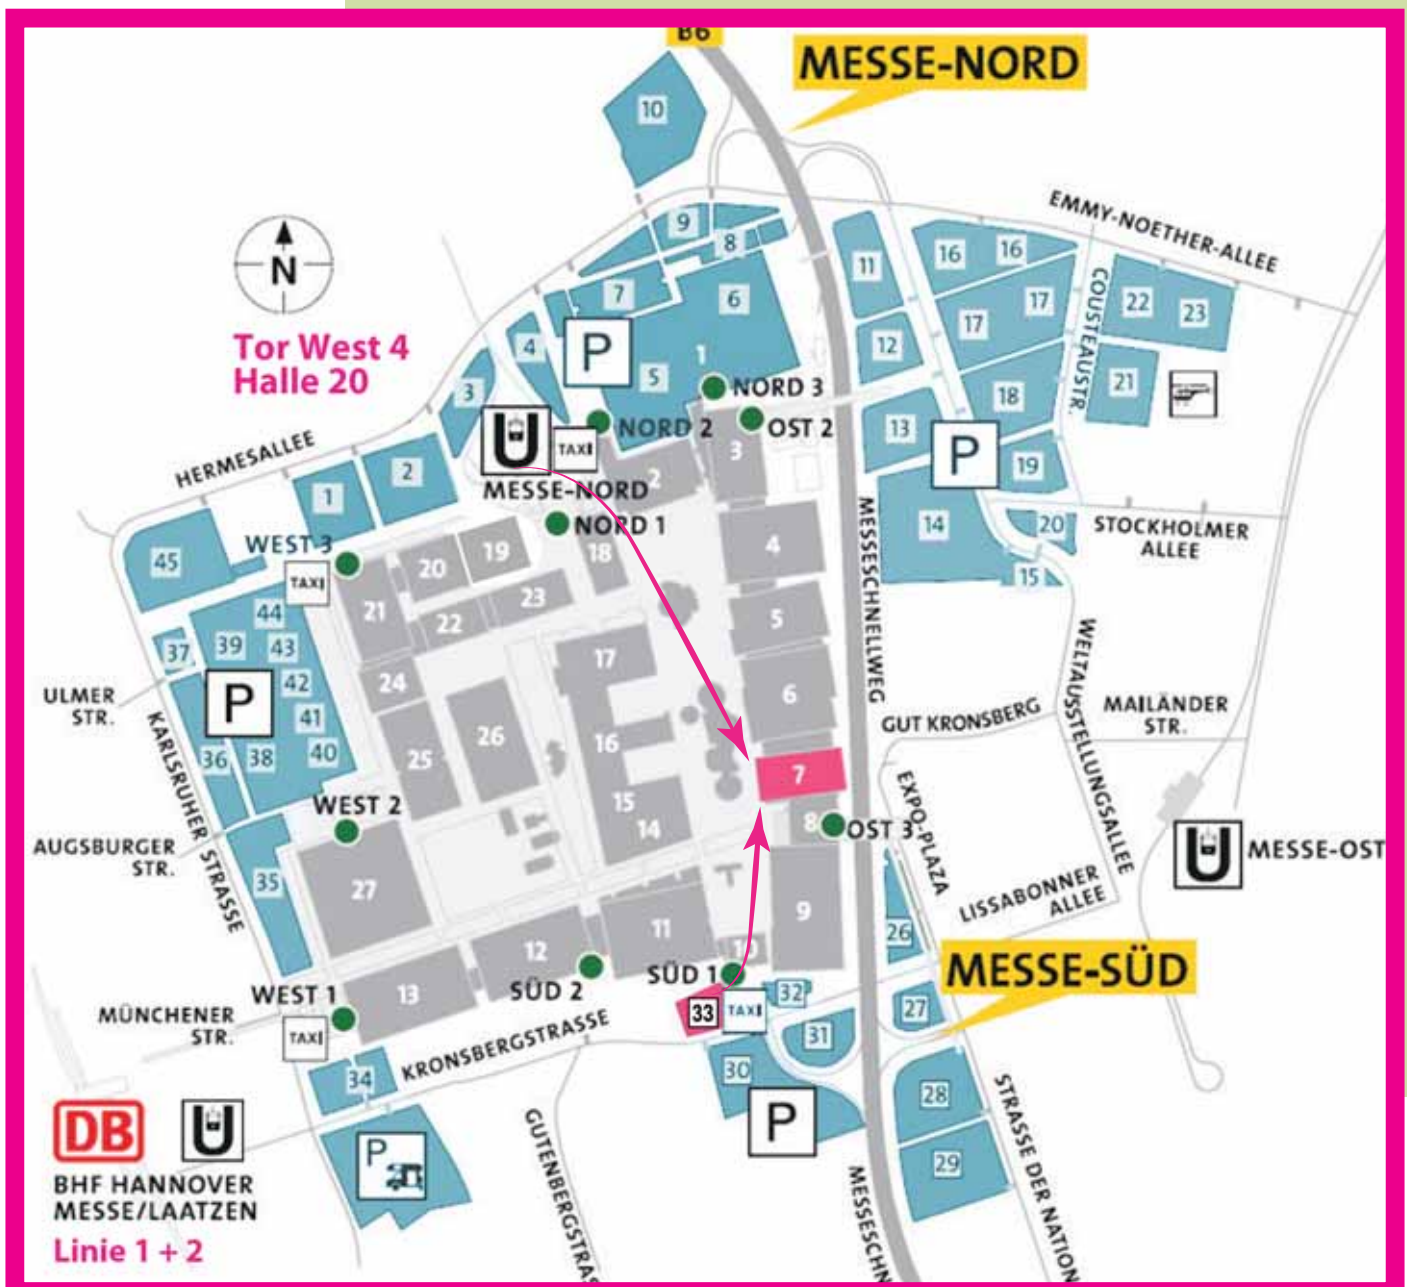 B6
MESSE-NORD
10
9
8
EMMY-NOETHER-ALLEE
N
7
6
11
16
16
17
17
COUSTEAUSTR.
22
23
Tor West 4
Halle 20
4
P
1
5
12
21
3
NORD 3
18
NORD 2
OST 2
13
HERMESALLEE
U
TAXI
3
P
19
2
1
2
MESSE-NORD
14
20
STOCKHOLMER
ALLEE
WEST 3
NORD 1
45
TAXI
20
19
18
4
MESSESCHNELLWEG
15
21
23
22
5
44
39
43
37
17
24
42
6
WELTAUSSTELLUNGSALLEE
ULMER
STR.
P
41
GUT KRONSBERG
MAILÄNDER
STR.
KARLSRUHER STRASSE
36
38
40
25
26
16
7
EXPO-PLAZA
WEST 2
15
14
8
OST 3
U
MESSE-OST
AUGSBURGER
STR.
35
27
9
LISSABONNER
ALLEE
11
26
12
10
MESSE-SÜD
13
SÜD 2
SÜD 1
WEST 1
32
27
MÜNCHENER
STR.
TAXI
33
TAXI
31
KRONSBERGSTRASSE
34
30
28
DB
U
P
P
29
GUTENBERGSTRAS
MESSESCHN
STRASSE DER NATION
BHF HANNOVER
MESSE/LAATZEN
Linie 1 + 2